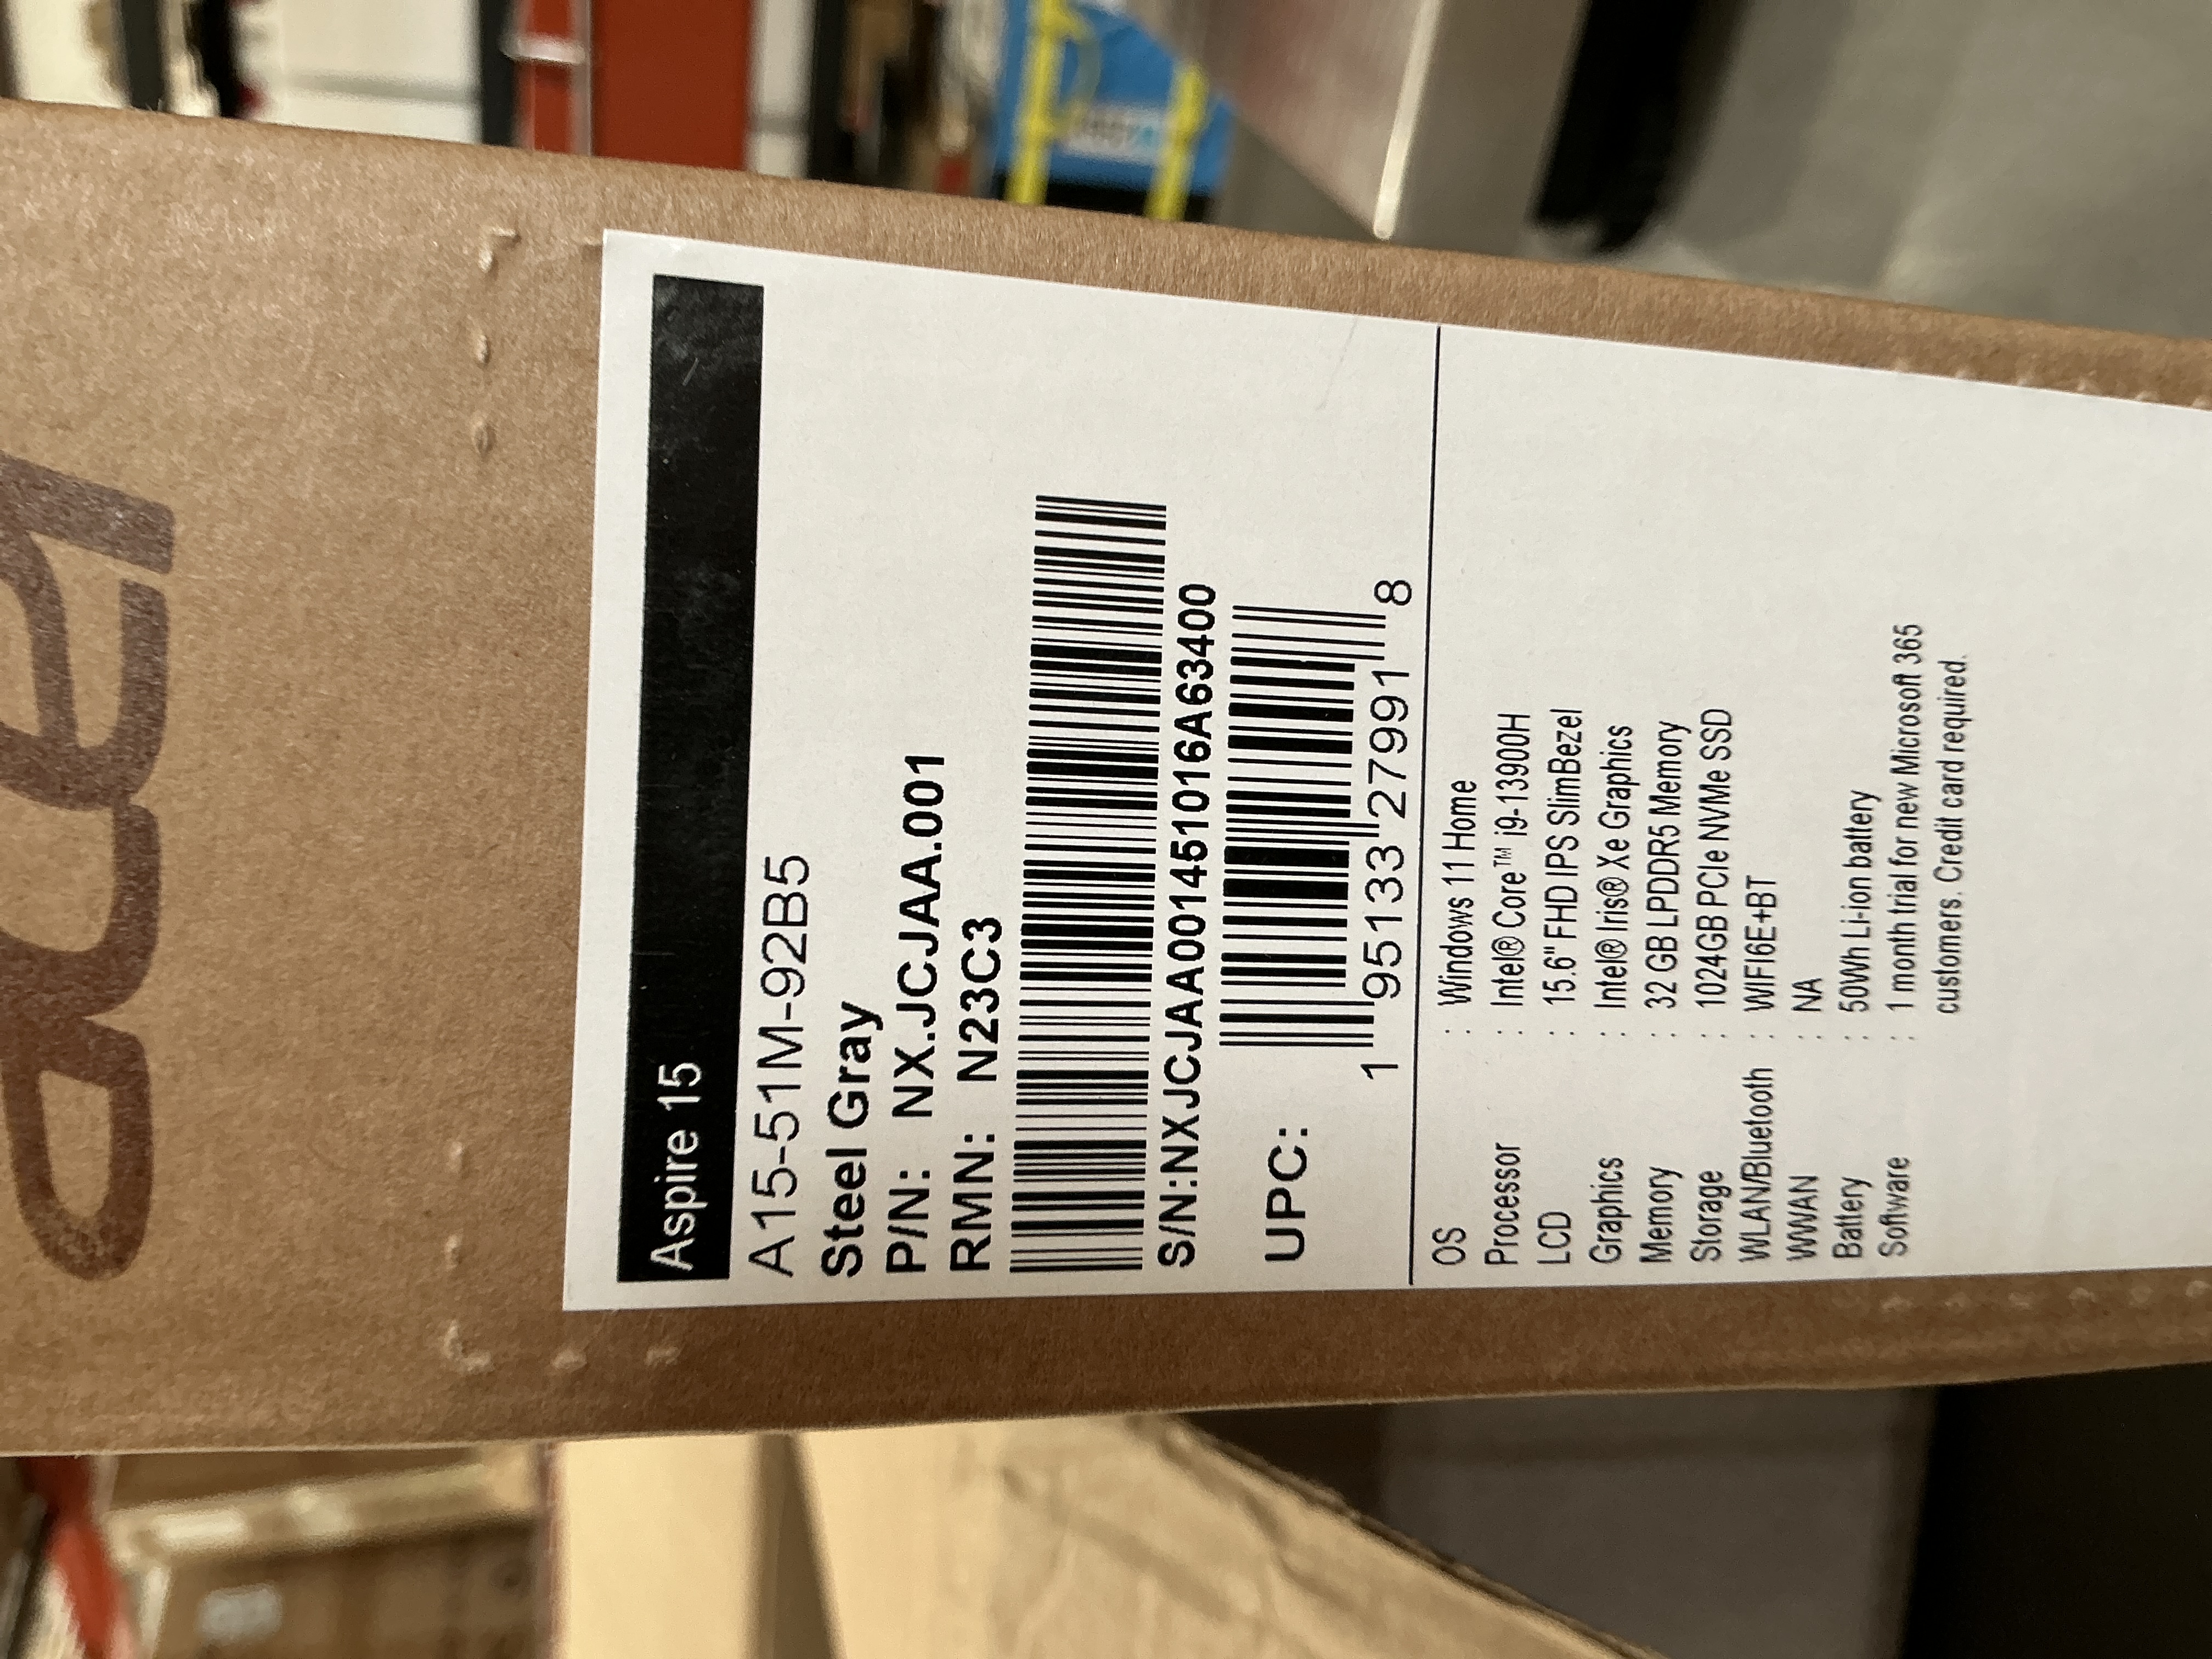 acer
Aspire 15
A15-51M-92B5
Steel Gray
P/N: NX.JCJAA.001
RMN: N23C3
S/N:NXJCJAA001451016A63400
UPC:
1 95133 27991 8
OS : Windows 11 Home
Processor : Intel® Core™ i9-13900H
LCD : 15.6" FHD IPS SlimBezel
Graphics : Intel® Iris® Xe Graphics
Memory : 32 GB LPDDR5 Memory
Storage : 1024GB PCIe NVMe SSD
WLAN/Bluetooth : WIFI6E+BT
WWAN : NA
Battery : 50Wh Li-ion battery
Software : 1 month trial for new Microsoft 365
customers. Credit card required.